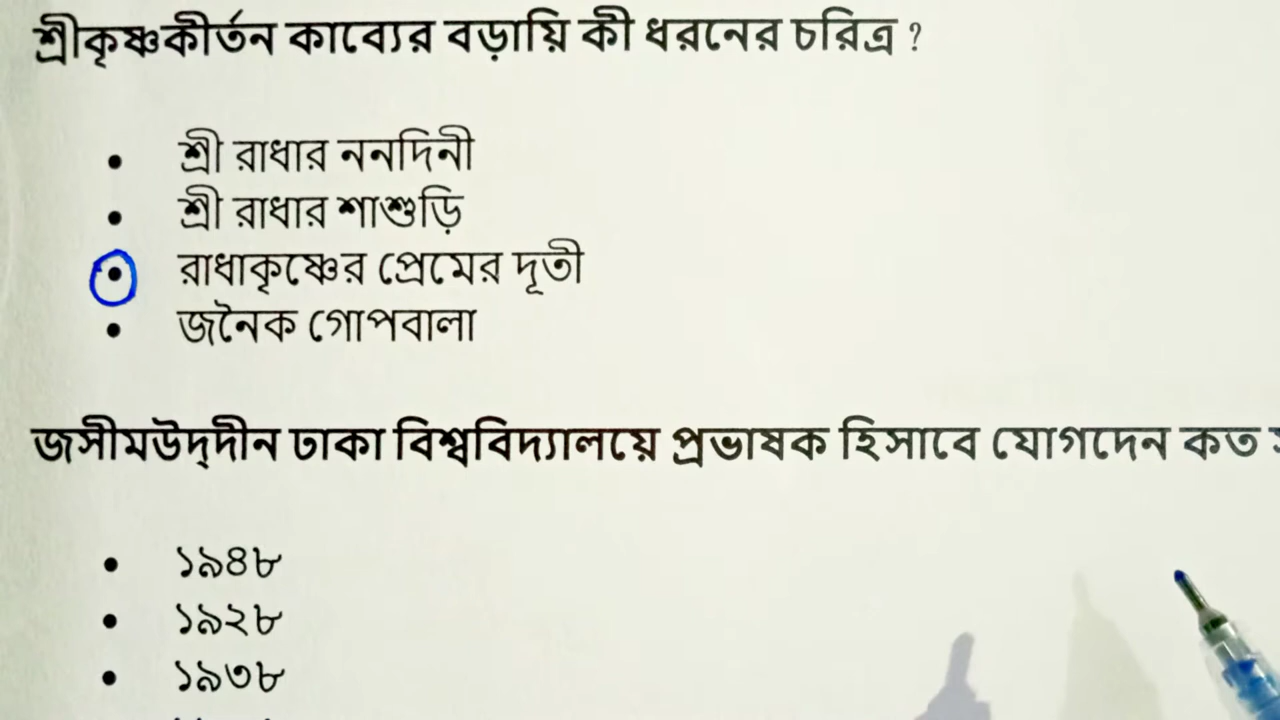 শ্রীকৃষ্ণকীর্তন কাব্যের বড়ায়ি কী ধরনের চরিত্র ?
• শ্রী রাধার ননদিনী
• শ্রী রাধার শাশুড়ি
• রাধাকৃষ্ণের প্রেমের দূতী
• জনৈক গোপবালা
জসীমউদ্‌দীন ঢাকা বিশ্ববিদ্যালয়ে প্রভাষক হিসাবে যোগদেন কত
• ১৯৪৮
• ১৯২৮
• ১৯৩৮